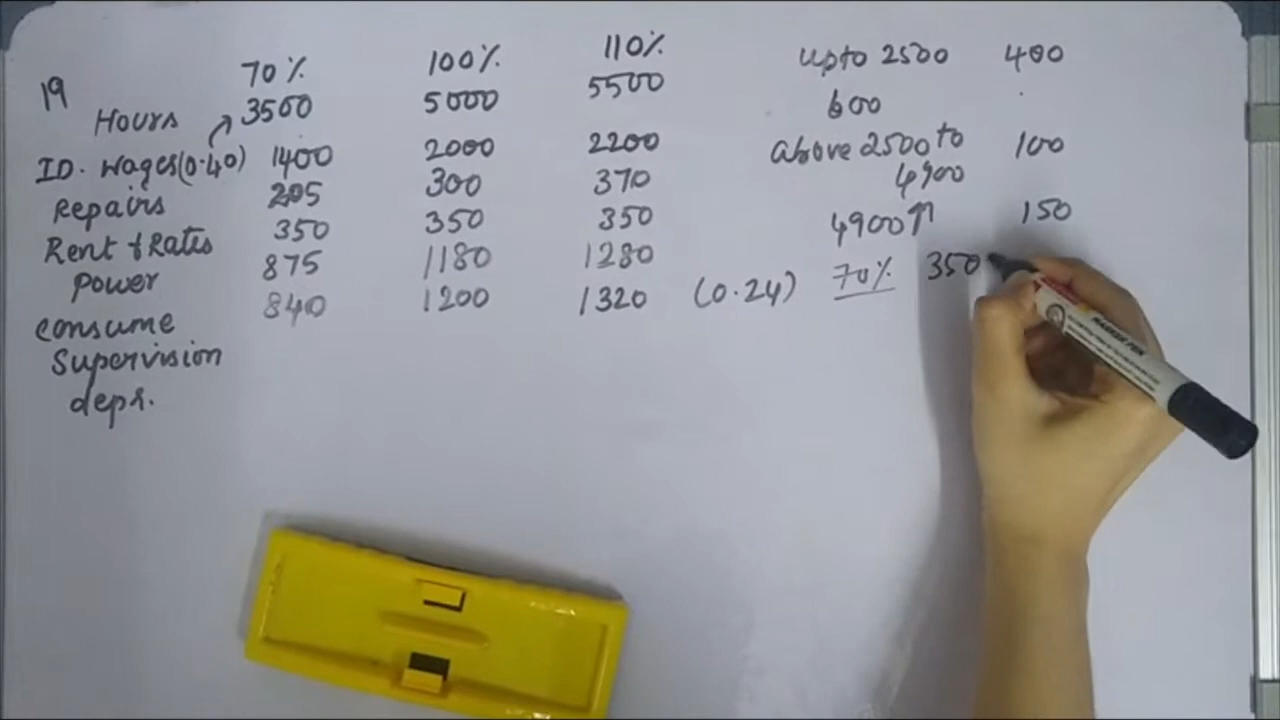 19 70% 100% 110%
Hours 3500 5000 5500
ID. wages(0.40) 1400 2000 2200
Repairs 205 300 370
Rent & Rates 350 350 350
Power 875 1180 1280
Consume 840 1200 1320 (0.24)
Supervision
depr.
upto 2500 400
600
above 2500 to 100
4900
4900↑ 150
70% 350
MARKER PEN